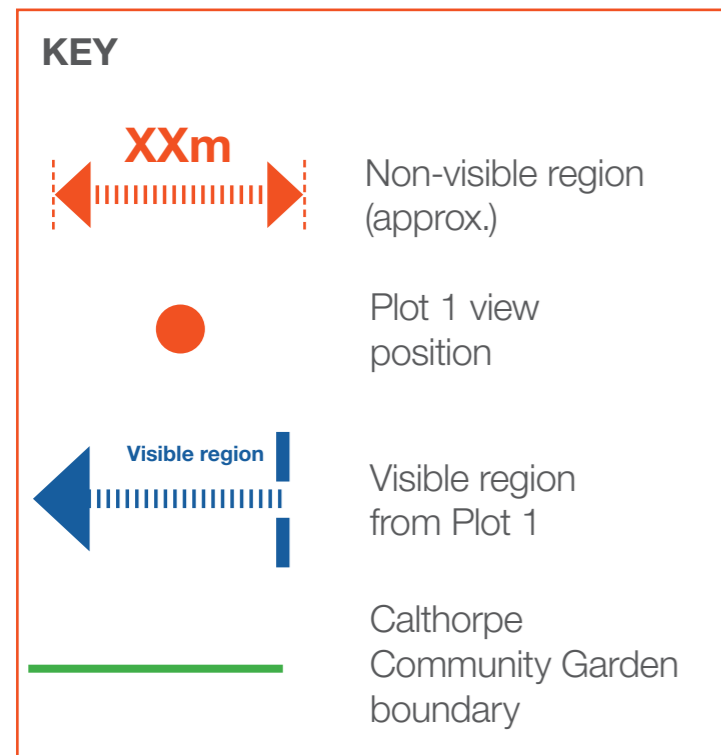 KEY
XXm
Non-visible region
(approx.)
Plot 1 view
position
Visible region
Visible region
from Plot 1
Calthorpe
Community Garden
boundary